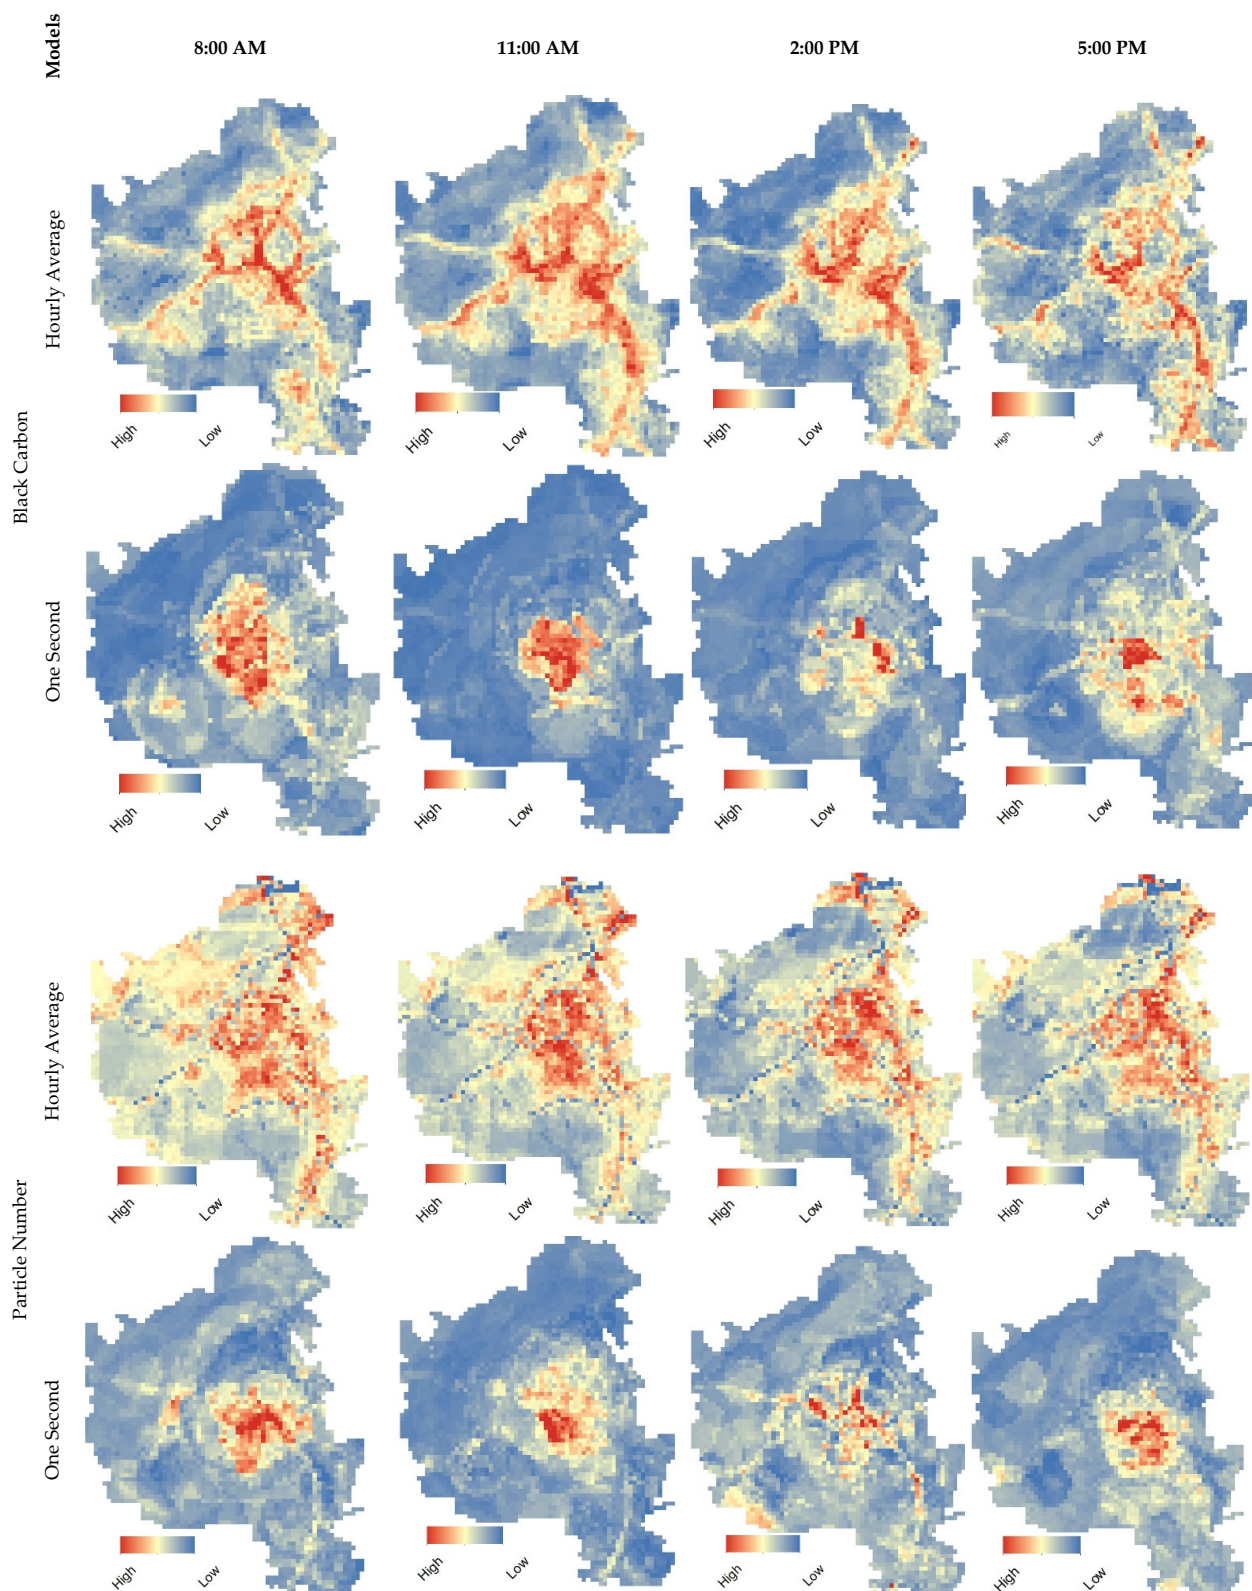 Models
8:00 AM
11:00 AM
2:00 PM
5:00 PM
Black Carbon
Hourly Average
High
Low
High
Low
High
Low
High
Low
One Second
High
Low
High
Low
High
Low
High
Low
Particle Number
Hourly Average
High
Low
High
Low
High
Low
High
Low
One Second
High
Low
High
Low
High
Low
High
Low